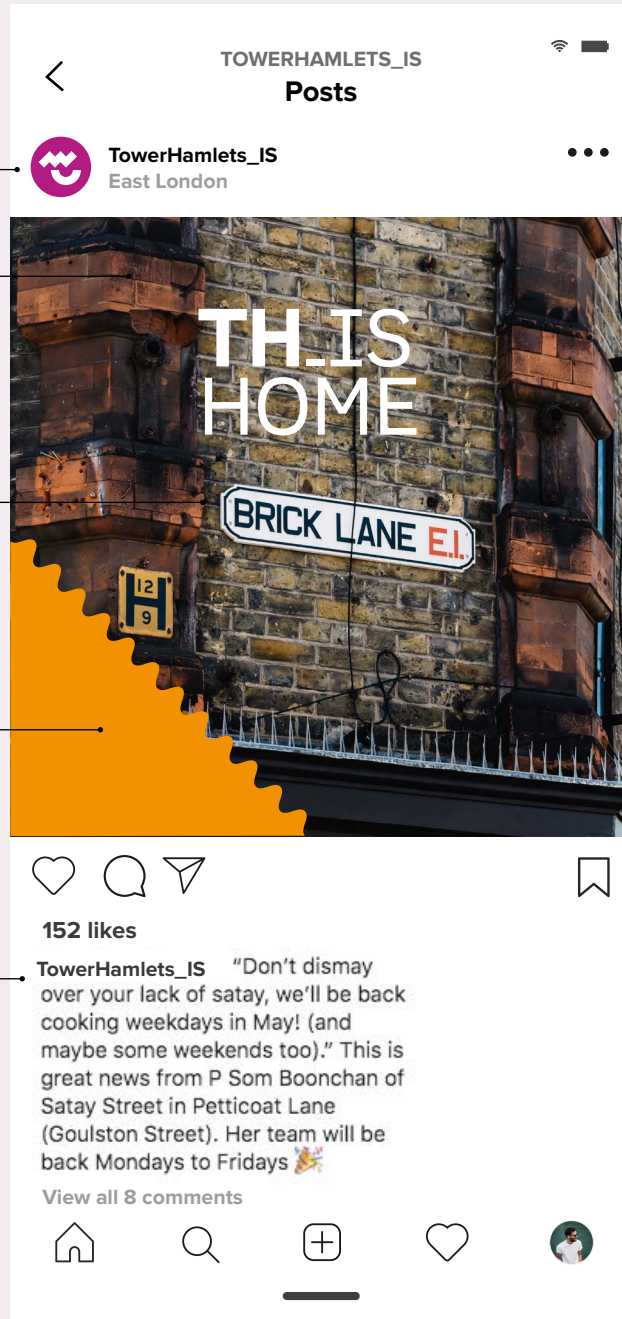 TOWERHAMLETS_IS
Posts
TowerHamlets_IS
East London
TH_IS
HOME
BRICK LANE E.I.
12
H
9
152 likes
TowerHamlets_IS "Don't dismay
over your lack of satay, we'll be back
cooking weekdays in May! (and
maybe some weekends too)." This is
great news from P Som Boonchan of
Satay Street in Petticoat Lane
(Goulston Street). Her team will be
back Mondays to Fridays 🎉
View all 8 comments